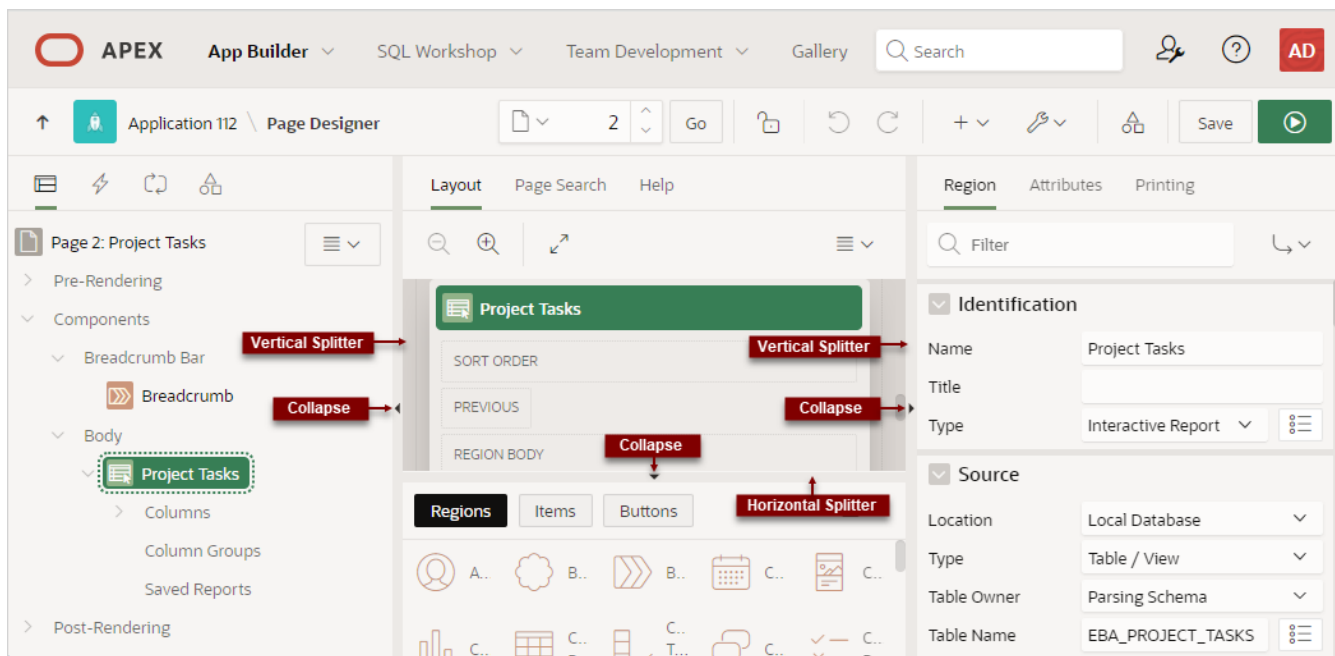 APEX App Builder SQL Workshop Team Development Gallery Search AD
Application 112 \ Page Designer 2 Go Save
Layout Page Search Help
Region Attributes Printing
Page 2: Project Tasks
Pre-Rendering
Components
Breadcrumb Bar
Breadcrumb
Body
Project Tasks
Columns
Column Groups
Saved Reports
Post-Rendering
Vertical Splitter
Collapse
Project Tasks
SORT ORDER
PREVIOUS
REGION BODY
Vertical Splitter
Collapse
Collapse
Horizontal Splitter
Regions Items Buttons
A.. B.. B.. C.. C..
C.. C.. C.. T... C.. C..
Filter
Identification
Name Project Tasks
Title
Type Interactive Report
Source
Location Local Database
Type Table / View
Table Owner Parsing Schema
Table Name EBA_PROJECT_TASKS